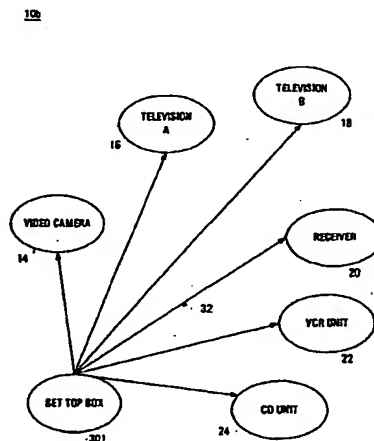 10b
TELEVISION
B
18
TELEVISION
A
16
VIDEO CAMERA
14
RECEIVER
20
32
VCR UNIT
22
SET TOP BOX
301
CD UNIT
24